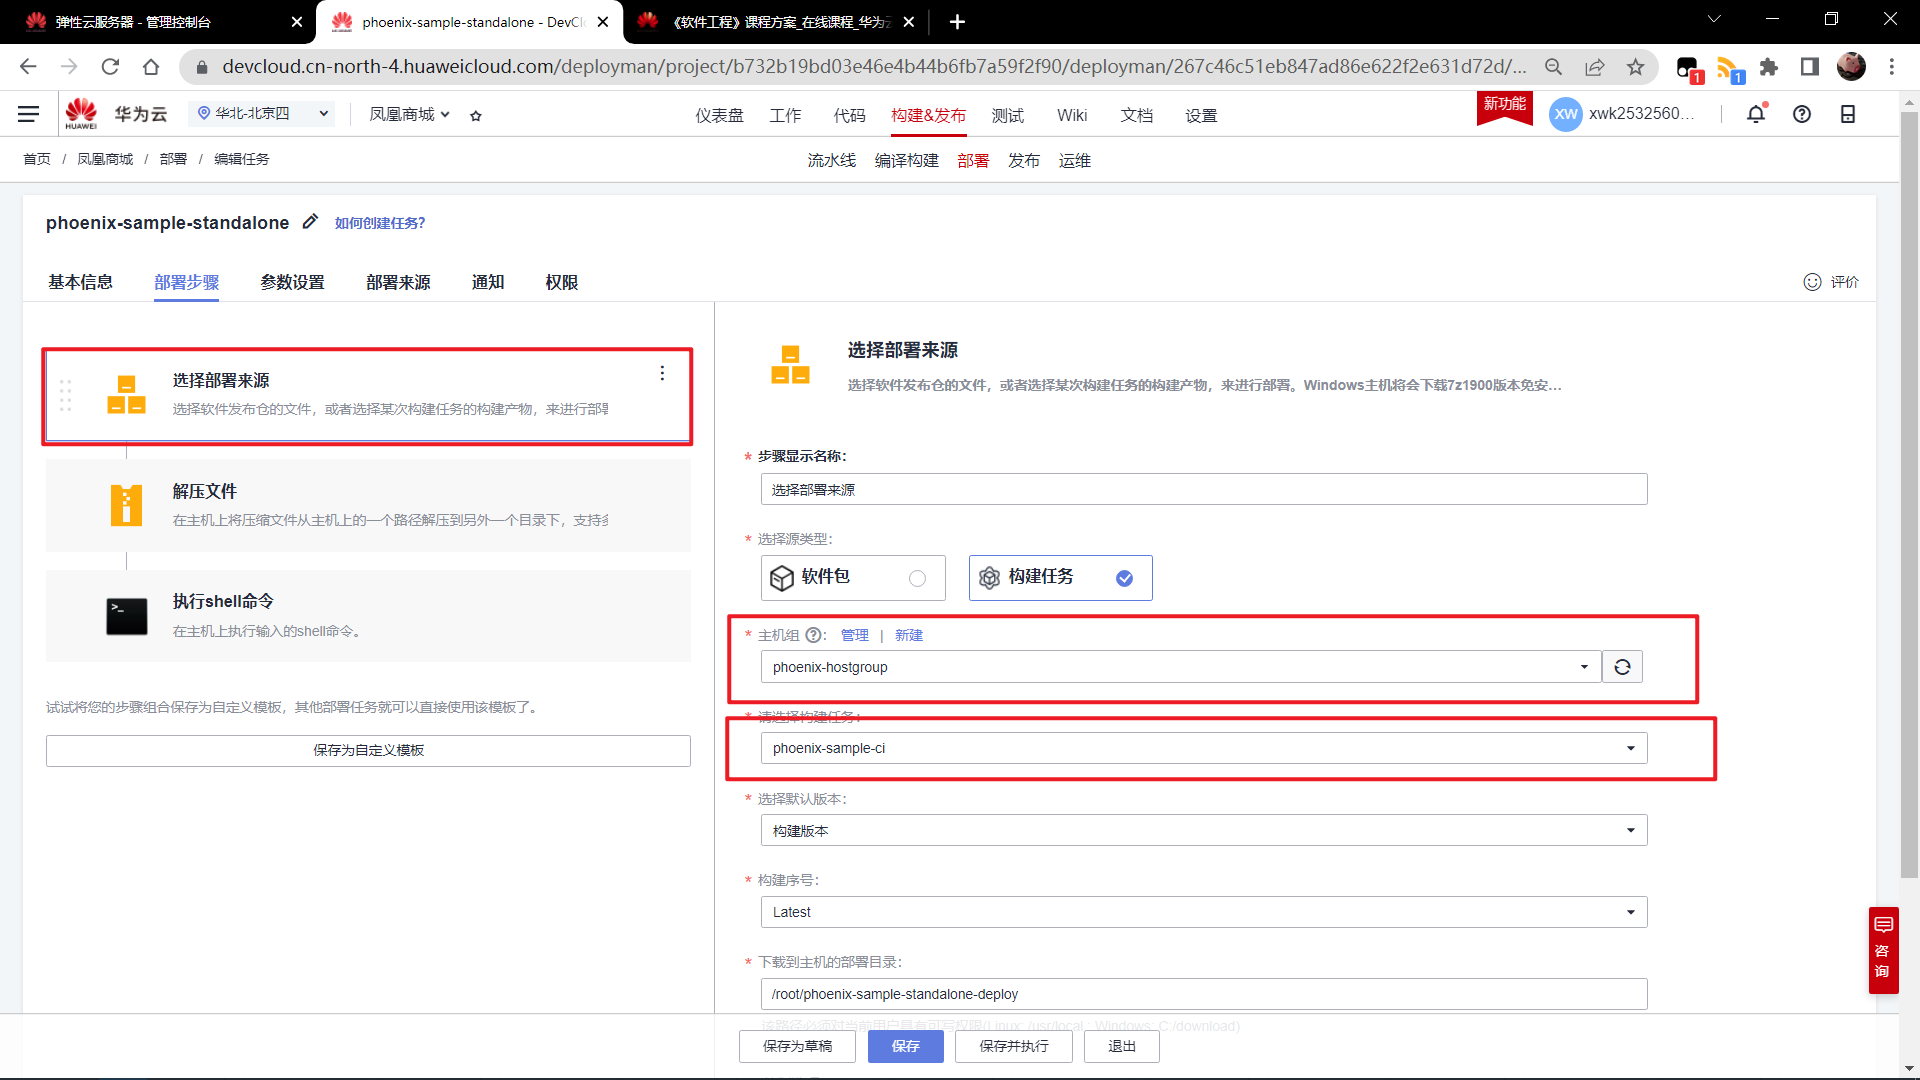 弹性云服务器 - 管理控制台
phoenix-sample-standalone - DevCl
《软件工程》课程方案_在线课程_华为云
devcloud.cn-north-4.huaweicloud.com/deployman/project/b732b19bd03e46e4b44b6fb7a59f2f90/deployman/267c46c51eb847ad86e622f2e631d72d/...
1
1
HUAWEI
华为云
华北-北京四
凤凰商城
仪表盘
工作
代码
构建&发布
测试
Wiki
文档
设置
新功能
XW
xwk2532560...
首页 / 凤凰商城 / 部署 / 编辑任务
流水线
编译构建
部署
发布
运维
phoenix-sample-standalone
如何创建任务?
基本信息
部署步骤
参数设置
部署来源
通知
权限
评价
选择部署来源
选择软件发布仓的文件，或者选择某次构建任务的构建产物，来进行部署
解压文件
在主机上将压缩文件从主机上的一个路径解压到另外一个目录下，支持多
>_
执行shell命令
在主机上执行输入的shell命令。
试试将您的步骤组合保存为自定义模板，其他部署任务就可以直接使用该模板了。
保存为自定义模板
选择部署来源
选择软件发布仓的文件，或者选择某次构建任务的构建产物，来进行部署。Windows主机将会下载7z1900版本免安...
* 步骤显示名称:
选择部署来源
* 选择源类型:
软件包
构建任务
* 主机组 ? : 管理 | 新建
phoenix-hostgroup
* 请选择构建任务:
phoenix-sample-ci
* 选择默认版本:
构建版本
* 构建序号:
Latest
* 下载到主机的部署目录:
/root/phoenix-sample-standalone-deploy
该路径必须对当前用户具有可写权限(Linux: /usr/local ; Windows: C:/download)
保存为草稿
保存
保存并执行
退出
咨询